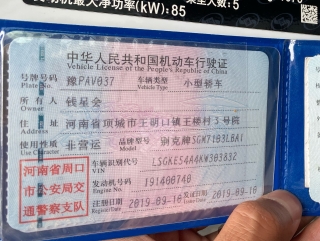 机最大净功率(kW):85
中华人民共和国机动车行驶证
Vehicle License of the People's Republic of China
号牌号码 豫PAV037 车辆类型 小型轿车
Plate No. Vehicle Type
所有人 钱星会
Owner
住址 河南省项城市王明口镇王楼村3号院
Address
使用性质 非营运 品牌型号 别克牌SGM7163LBA1
Use Character Model
河南省周口
市公安局交
通警察支队
车辆识别代号 LSGKE54A4KW303832
VIN
发动机号码 191400740
Engine No.
注册日期 2019-09-10 发证日期 2019-09-10
Register Date Issue Date